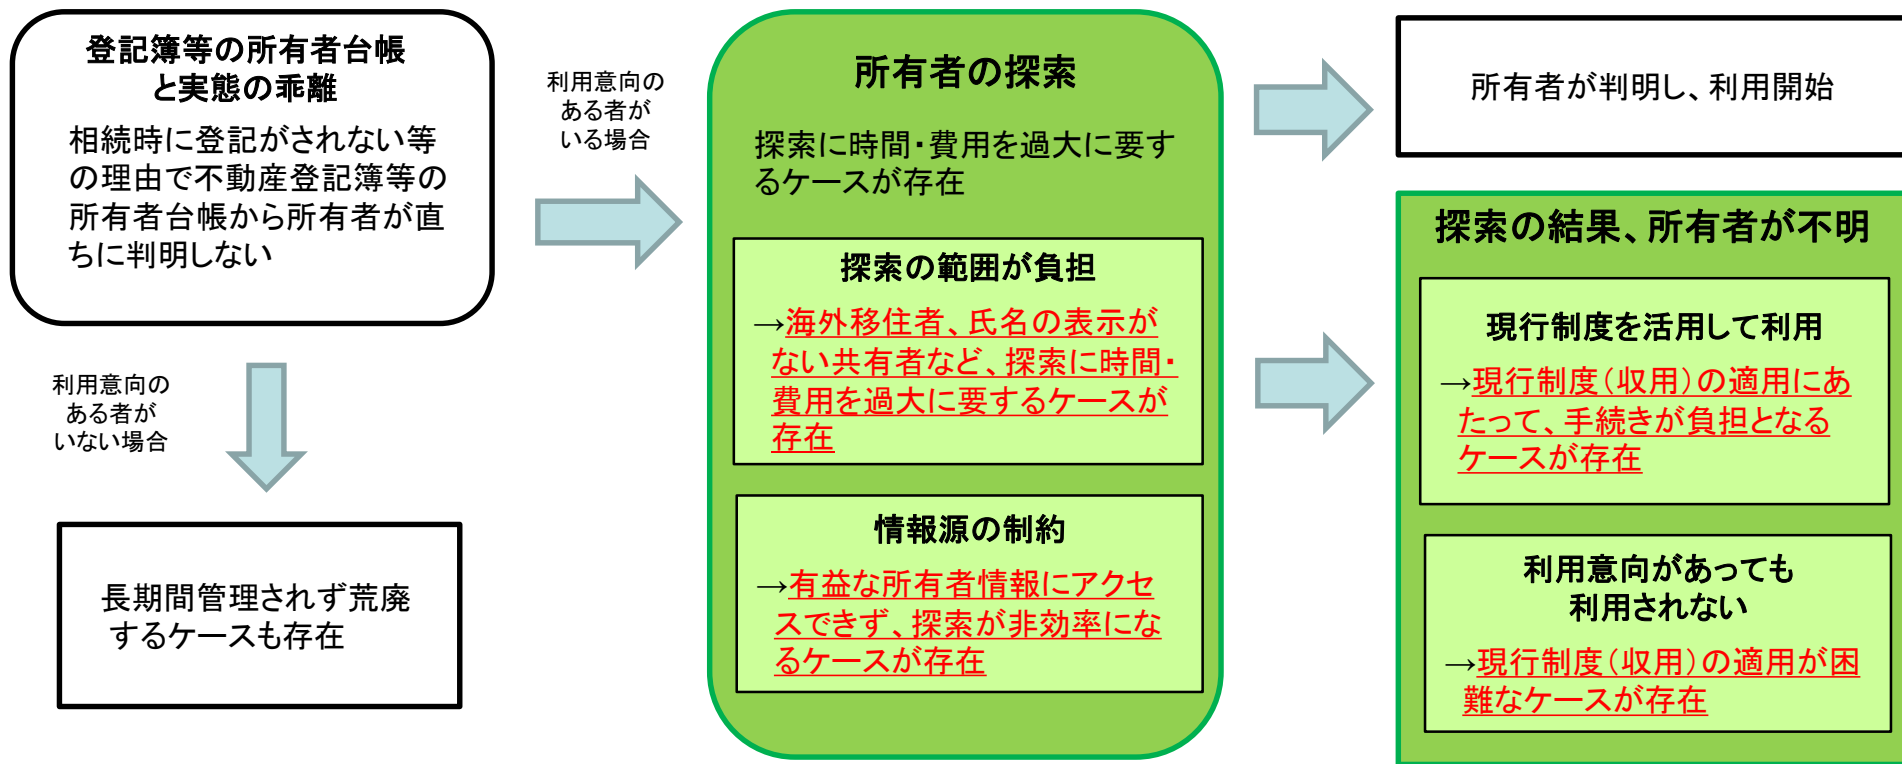 登記簿等の所有者台帳
と実態の乖離
相続時に登記がされない等
の理由で不動産登記簿等の
所有者台帳から所有者が直
ちに判明しない
利用意向の
ある者が
いない場合
長期間管理されず荒廃
するケースも存在
利用意向の
ある者が
いる場合
所有者の探索
探索に時間・費用を過大に要す
るケースが存在
探索の範囲が負担
→海外移住者、氏名の表示が
ない共有者など、探索に時間・
費用を過大に要するケースが
存在
情報源の制約
→有益な所有者情報にアクセ
スできず、探索が非効率にな
るケースが存在
所有者が判明し、利用開始
探索の結果、所有者が不明
現行制度を活用して利用
→現行制度（収用）の適用にあ
たって、手続きが負担となる
ケースが存在
利用意向があっても
利用されない
→現行制度（収用）の適用が困
難なケースが存在